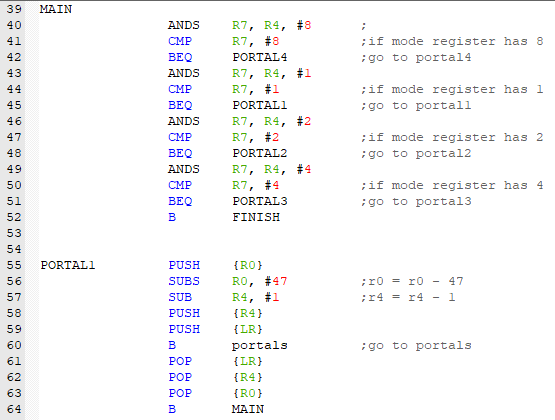 39 MAIN
40 ANDS R7, R4, #8 ;
41 CMP R7, #8 ;if mode register has 8
42 BEQ PORTAL4 ;go to portal4
43 ANDS R7, R4, #1
44 CMP R7, #1 ;if mode register has 1
45 BEQ PORTAL1 ;go to portal1
46 ANDS R7, R4, #2
47 CMP R7, #2 ;if mode register has 2
48 BEQ PORTAL2 ;go to portal2
49 ANDS R7, R4, #4
50 CMP R7, #4 ;if mode register has 4
51 BEQ PORTAL3 ;go to portal3
52 B FINISH
53
54
55 PORTAL1 PUSH {R0}
56 SUBS R0, #47 ;r0 = r0 - 47
57 SUB R4, #1 ;r4 = r4 - 1
58 PUSH {R4}
59 PUSH {LR}
60 B portals ;go to portals
61 POP {LR}
62 POP {R4}
63 POP {R0}
64 B MAIN